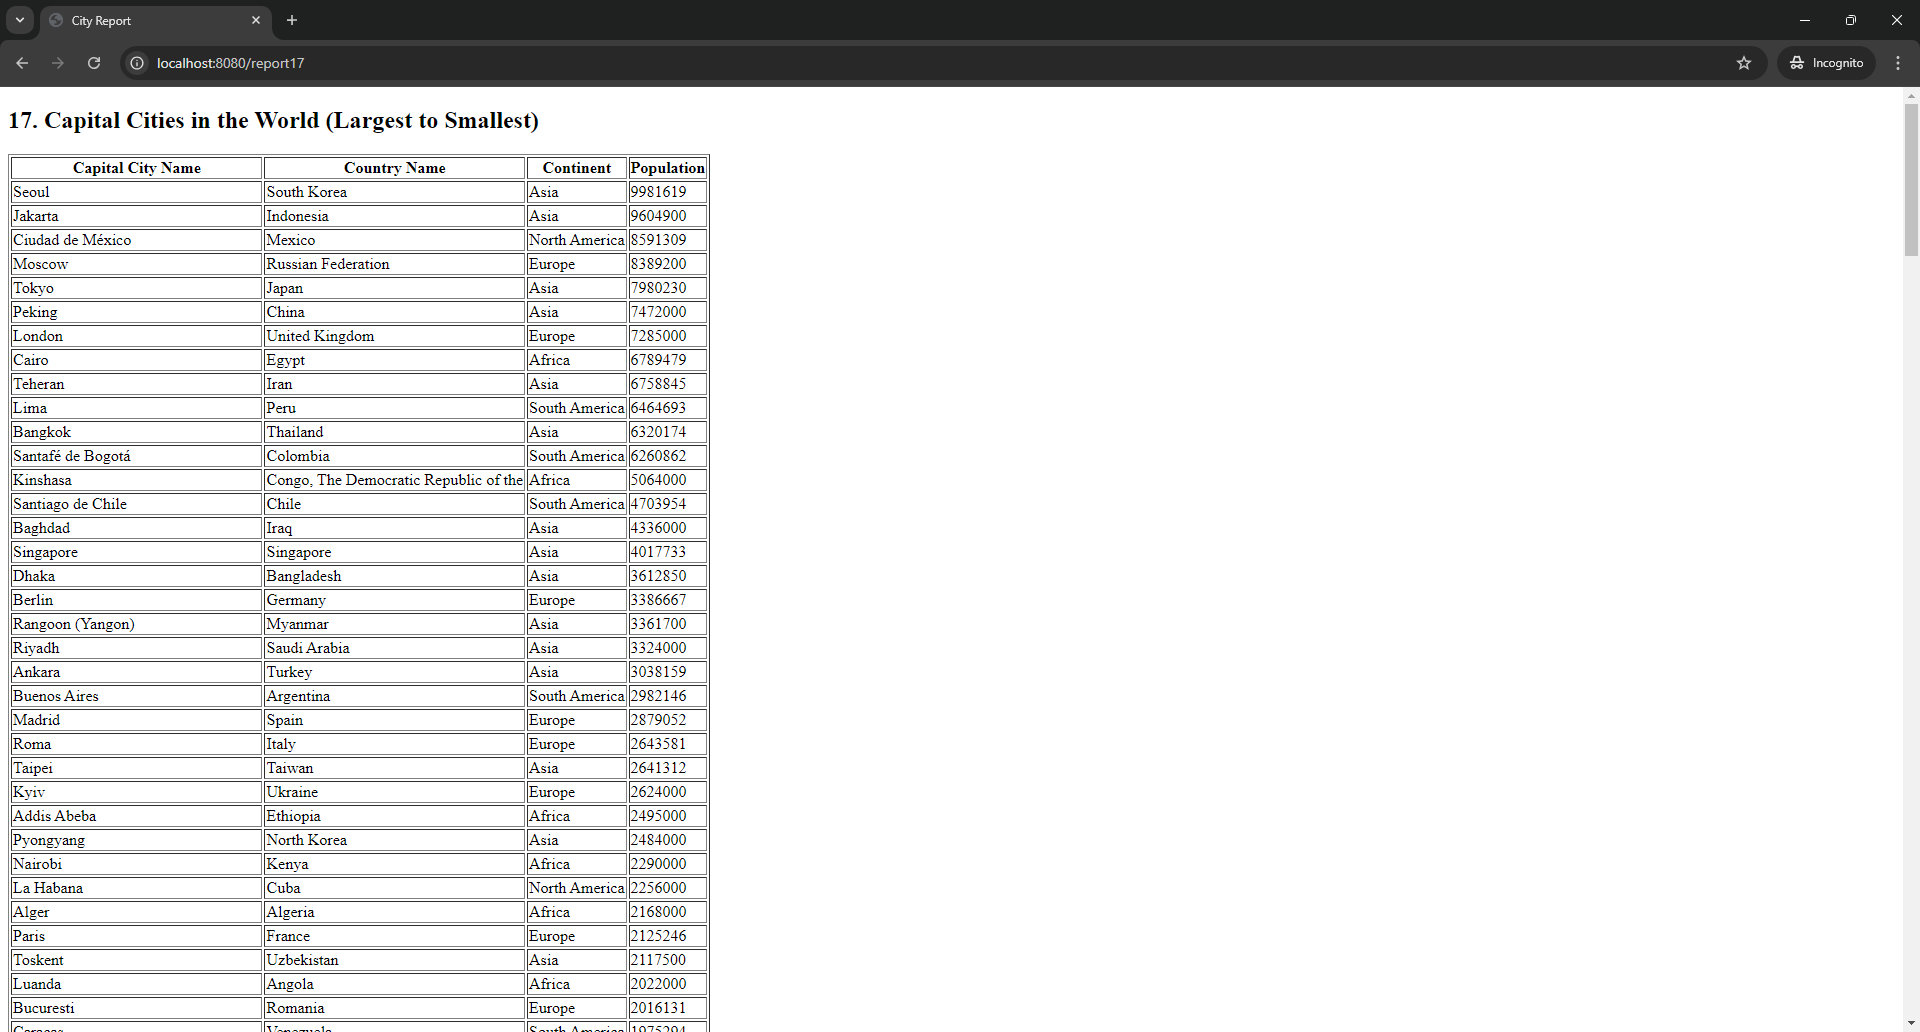 City Report
localhost:8080/report17
Incognito
17. Capital Cities in the World (Largest to Smallest)
Capital City Name Country Name Continent Population
Seoul South Korea Asia 9981619
Jakarta Indonesia Asia 9604900
Ciudad de México Mexico North America 8591309
Moscow Russian Federation Europe 8389200
Tokyo Japan Asia 7980230
Peking China Asia 7472000
London United Kingdom Europe 7285000
Cairo Egypt Africa 6789479
Teheran Iran Asia 6758845
Lima Peru South America 6464693
Bangkok Thailand Asia 6320174
Santafé de Bogotá Colombia South America 6260862
Kinshasa Congo, The Democratic Republic of the Africa 5064000
Santiago de Chile Chile South America 4703954
Baghdad Iraq Asia 4336000
Singapore Singapore Asia 4017733
Dhaka Bangladesh Asia 3612850
Berlin Germany Europe 3386667
Rangoon (Yangon) Myanmar Asia 3361700
Riyadh Saudi Arabia Asia 3324000
Ankara Turkey Asia 3038159
Buenos Aires Argentina South America 2982146
Madrid Spain Europe 2879052
Roma Italy Europe 2643581
Taipei Taiwan Asia 2641312
Kyiv Ukraine Europe 2624000
Addis Abeba Ethiopia Africa 2495000
Pyongyang North Korea Asia 2484000
Nairobi Kenya Africa 2290000
La Habana Cuba North America 2256000
Alger Algeria Africa 2168000
Paris France Europe 2125246
Toskent Uzbekistan Asia 2117500
Luanda Angola Africa 2022000
Bucuresti Romania Europe 2016131
Caracas Venezuela South America 1975294